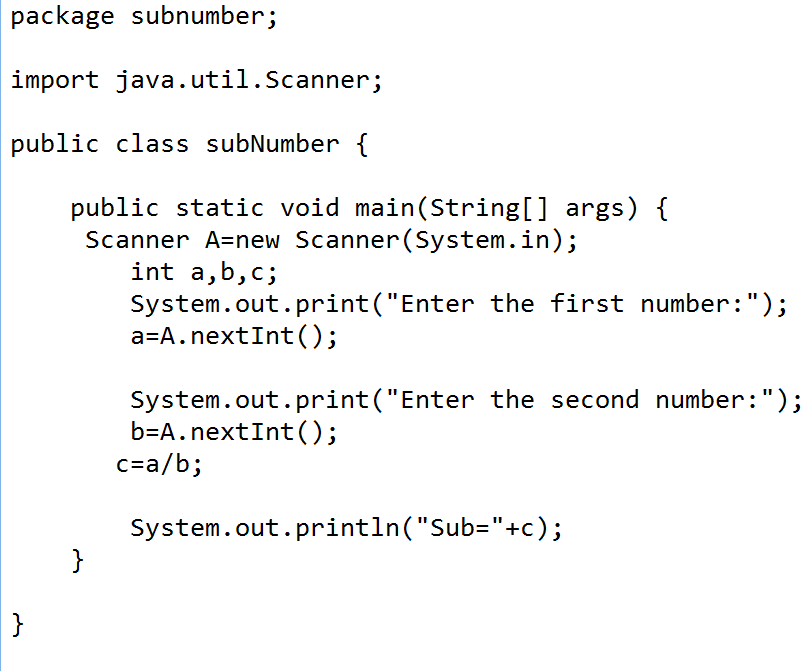 package subnumber;
import java.util.Scanner;
public class subNumber {
public static void main(String[] args) {
Scanner A=new Scanner(System.in);
int a,b,c;
System.out.print("Enter the first number:");
a=A.nextInt();
System.out.print("Enter the second number:");
b=A.nextInt();
c=a/b;
System.out.println("Sub="+c);
}
}